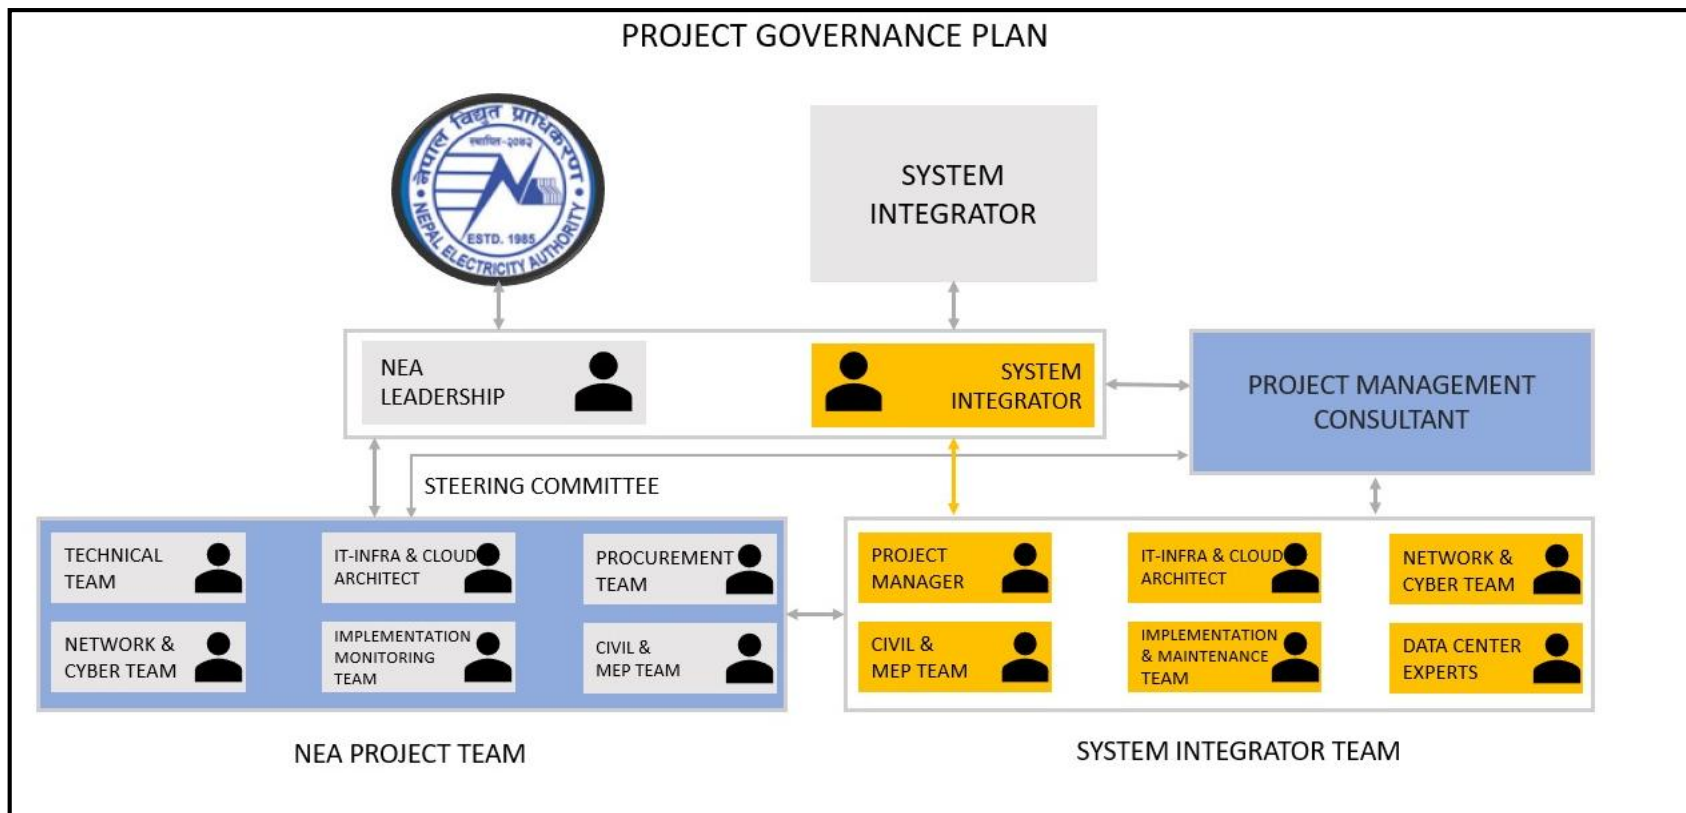 PROJECT GOVERNANCE PLAN
नेपाल विद्युत प्राधिकरण
स्थापित-२०४२
ESTD. 1985
NEPAL ELECTRICITY AUTHORITY
SYSTEM
INTEGRATOR
NEA
LEADERSHIP
SYSTEM
INTEGRATOR
PROJECT MANAGEMENT
CONSULTANT
STEERING COMMITTEE
TECHNICAL
TEAM
IT-INFRA & CLOUD
ARCHITECT
PROCUREMENT
TEAM
NETWORK &
CYBER TEAM
IMPLEMENTATION
MONITORING
TEAM
CIVIL &
MEP TEAM
PROJECT
MANAGER
IT-INFRA & CLOUD
ARCHITECT
NETWORK &
CYBER TEAM
CIVIL &
MEP TEAM
IMPLEMENTATION
& MAINTENANCE
TEAM
DATA CENTER
EXPERTS
NEA PROJECT TEAM
SYSTEM INTEGRATOR TEAM